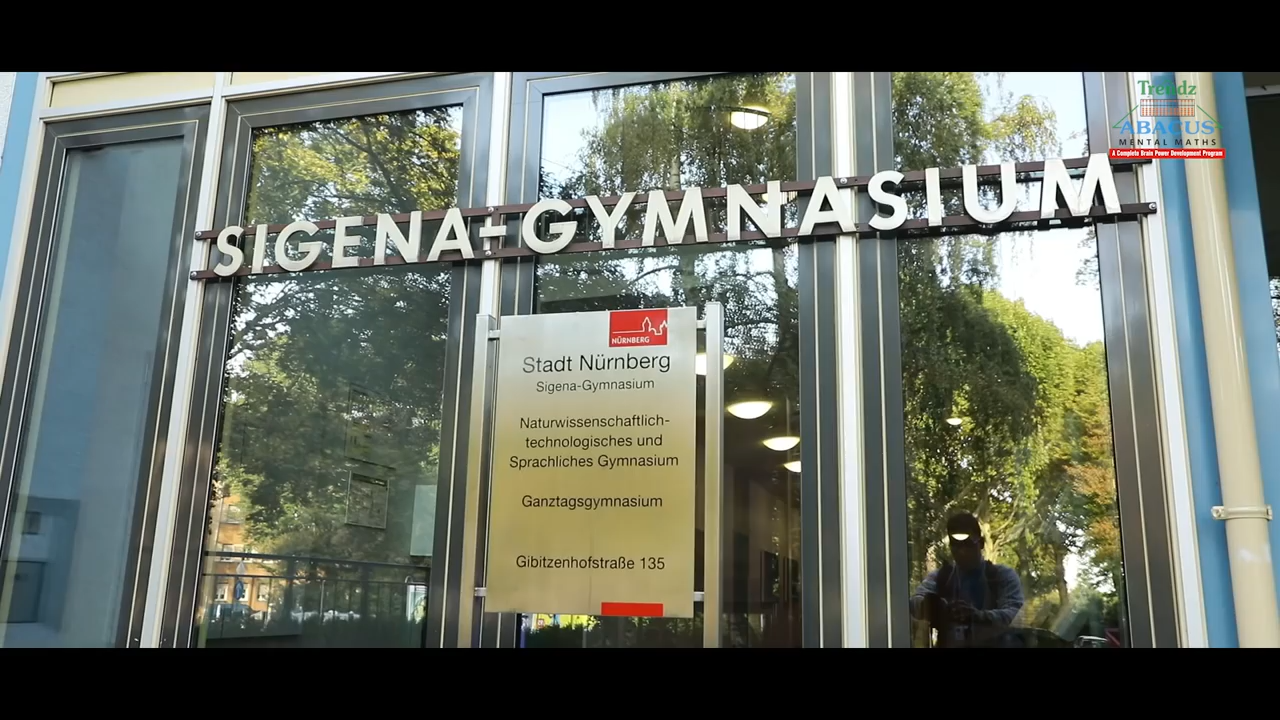 Trendz
ABACUS
MENTAL MATHS
A Complete Brain Power Development Program
SIGENA-GYMNASIUM
NÜRNBERG
Stadt Nürnberg
Sigena-Gymnasium
Naturwissenschaftlich-
technologisches und
Sprachliches Gymnasium
Ganztagsgymnasium
Gibitzenhofstraße 135